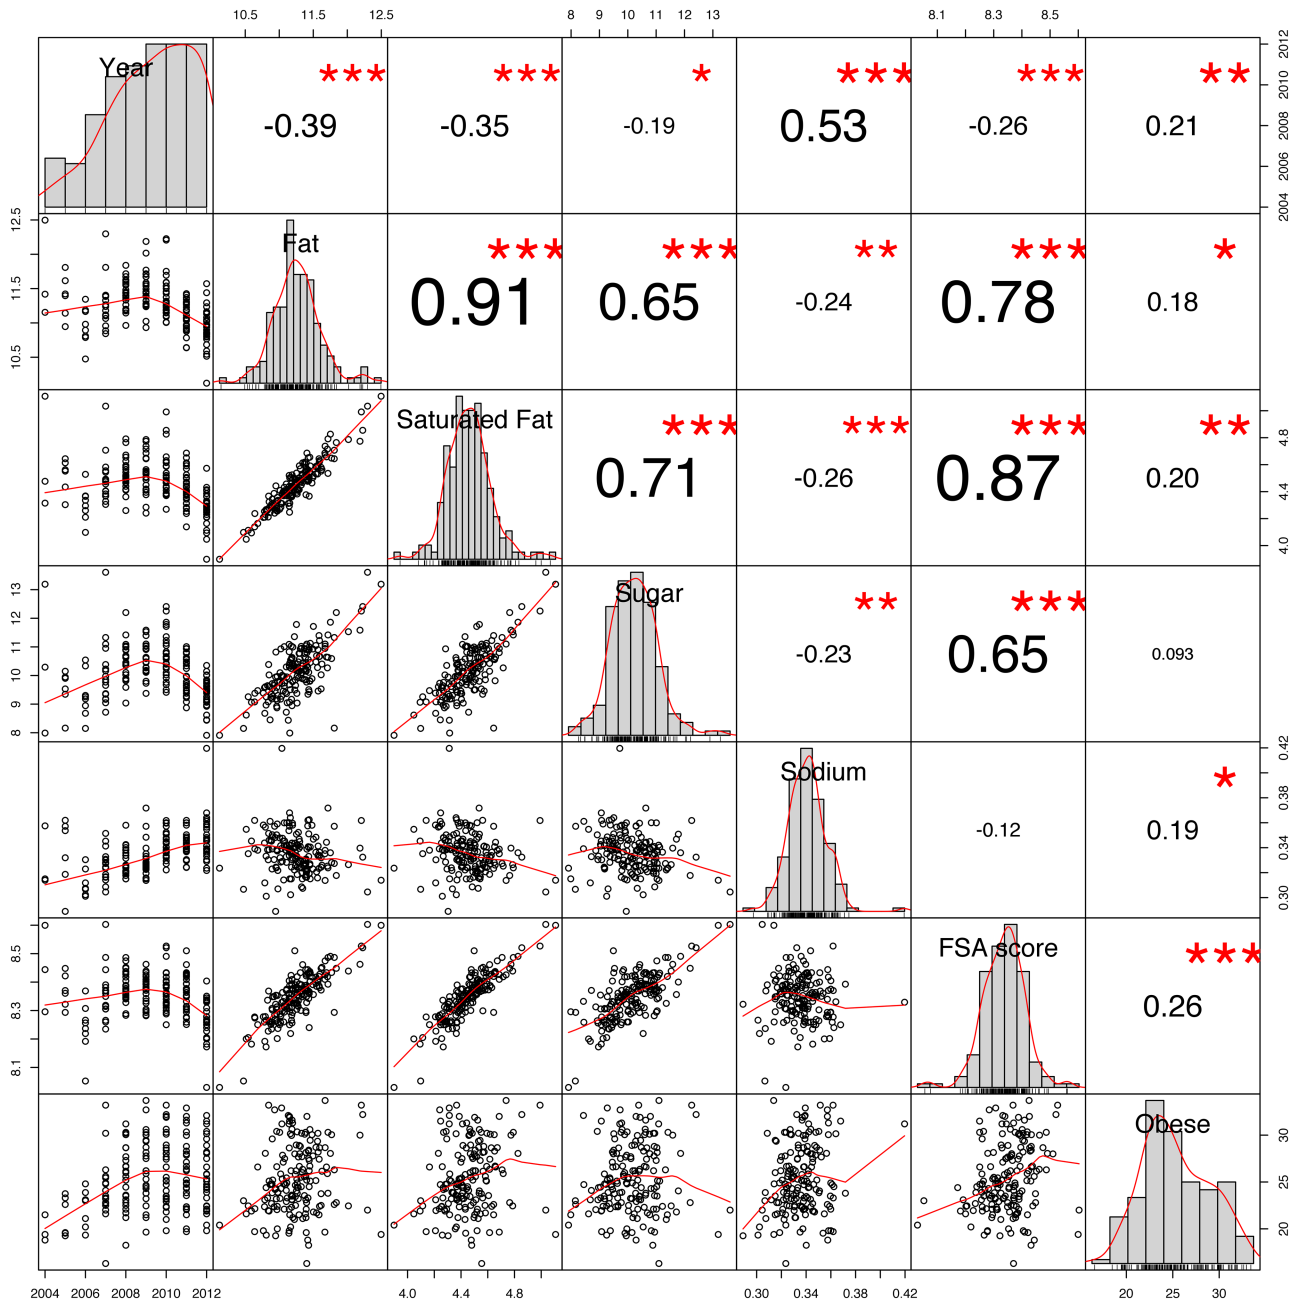 10.5 11.5 12.5 8 9 10 11 12 13 8.1 8.3 8.5
Year *** *** * *** *** **
-0.39 -0.35 -0.19 0.53 -0.26 0.21
2004 2006 2008 2010 2012
Fat *** *** ** *** *
0.91 0.65 -0.24 0.78 0.18
10.5 11.5 12.5
Saturated Fat *** *** *** **
0.71 -0.26 0.87 0.20
4.0 4.4 4.8
Sugar ** ***
-0.23 0.65 0.093
8 9 10 11 12 13
Sodium *
-0.12 0.19
0.30 0.34 0.38 0.42
FSA score ***
0.26
8.1 8.3 8.5
Obese
20 25 30
2004 2006 2008 2010 2012 4.0 4.4 4.8 0.30 0.34 0.38 0.42 20 25 30